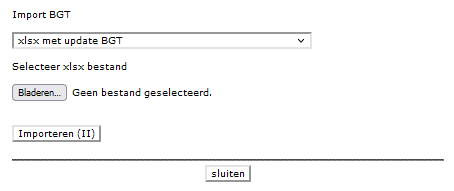 Import BGT
xlsx met update BGT
Selecteer xlsx bestand
Bladeren... Geen bestand geselecteerd.
Importeren (II)
sluiten